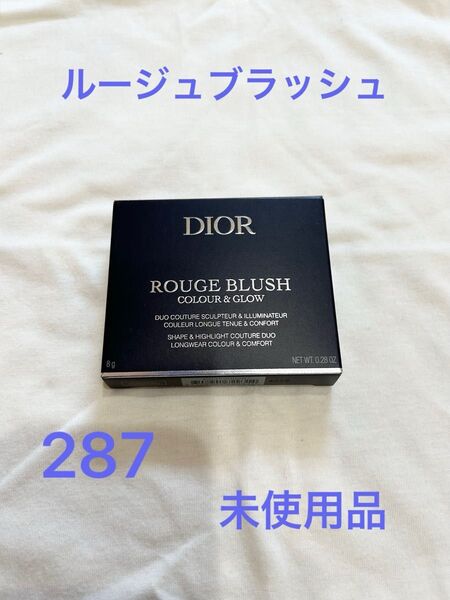 ルージュブラッシュ
DIOR
ROUGE BLUSH
COLOUR & GLOW
DUO COUTURE SCULPTEUR & ILLUMINATEUR
COULEUR LONGUE TENUE & CONFORT
SHAPE & HIGHLIGHT COUTURE DUO
LONGWEAR COLOUR & COMFORT
8 g
NET WT. 0.28 OZ
287
未使用品